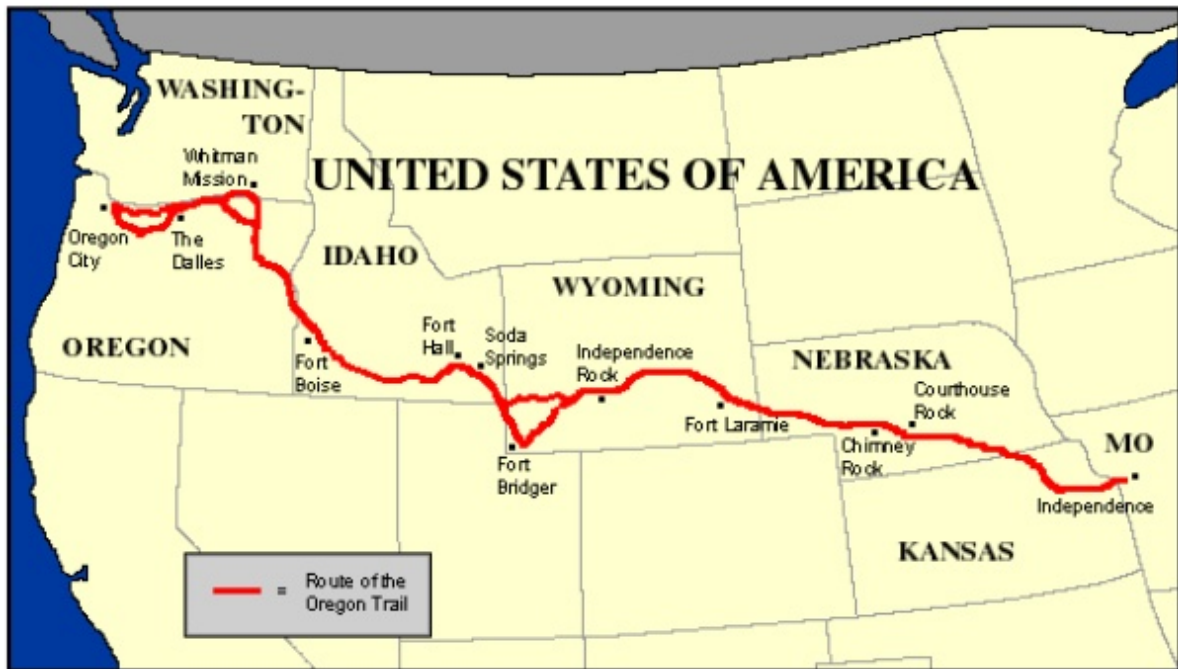 WASHING-
TON
Whitman
Mission
UNITED STATES OF AMERICA
Oregon
City
The
Dalles
IDAHO
WYOMING
OREGON
Fort
Hall
Soda
Springs
Fort
Boise
Independence
Rock
NEBRASKA
Courthouse
Rock
Fort Laramie
Chimney
Rock
MO
Fort
Bridger
Independence
KANSAS
Route of the
Oregon Trail